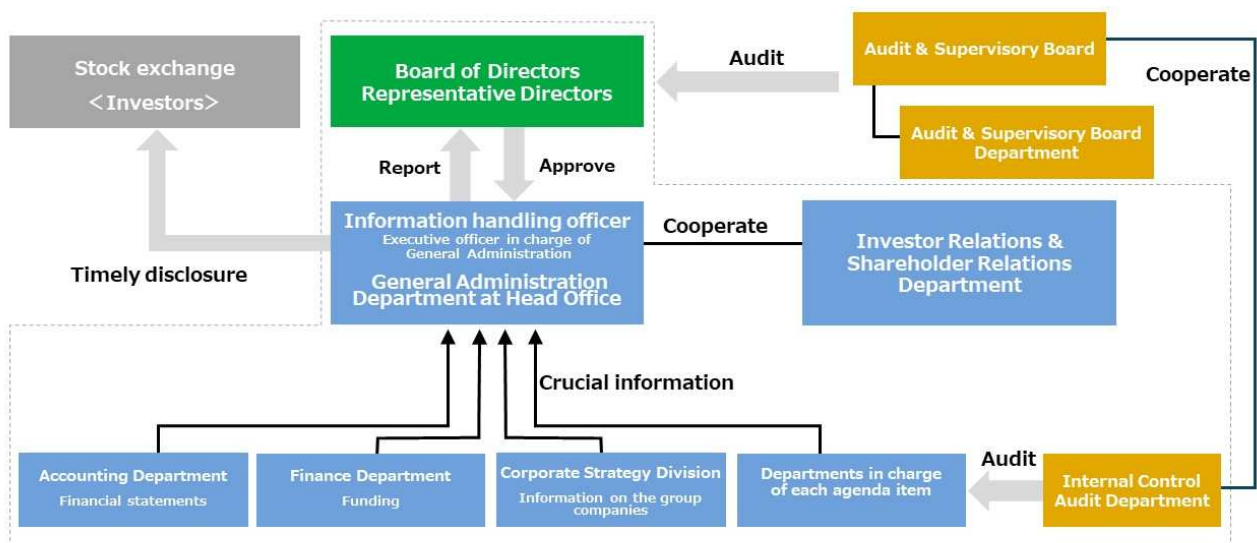 Stock exchange
＜Investors＞
Board of Directors
Representative Directors
Audit
Audit & Supervisory Board
Cooperate
Audit & Supervisory Board
Department
Report
Approve
Information handling officer
Executive officer in charge of
General Administration
General Administration
Department at Head Office
Cooperate
Investor Relations &
Shareholder Relations
Department
Timely disclosure
Crucial information
Accounting Department
Financial statements
Finance Department
Funding
Corporate Strategy Division
Information on the group
companies
Departments in charge
of each agenda item
Audit
Internal Control
Audit Department